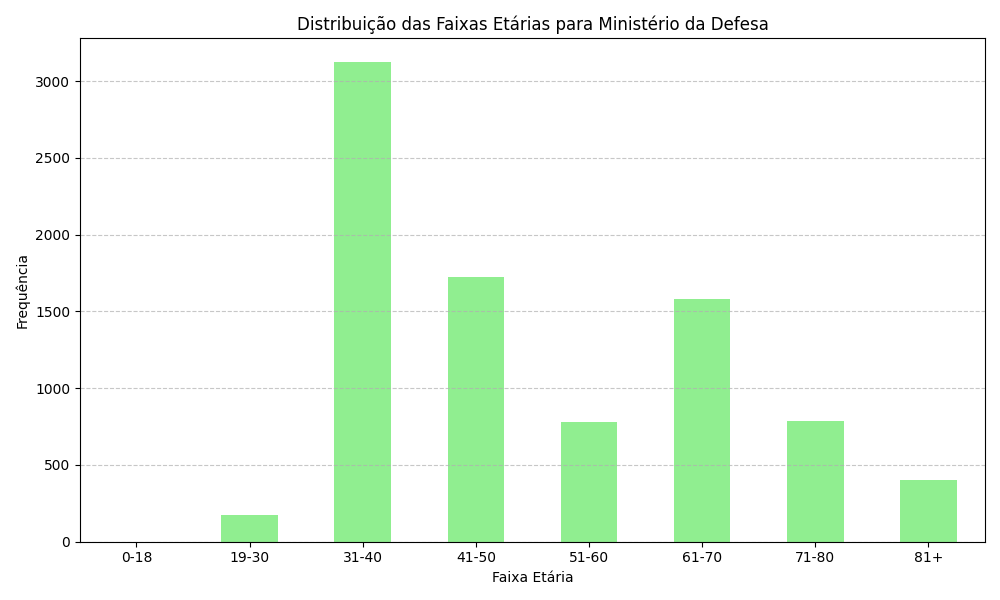 Distribuição das Faixas Etárias para Ministério da Defesa
Frequência
3000
2500
2000
1500
1000
500
0
0-18 19-30 31-40 41-50 51-60 61-70 71-80 81+
Faixa Etária